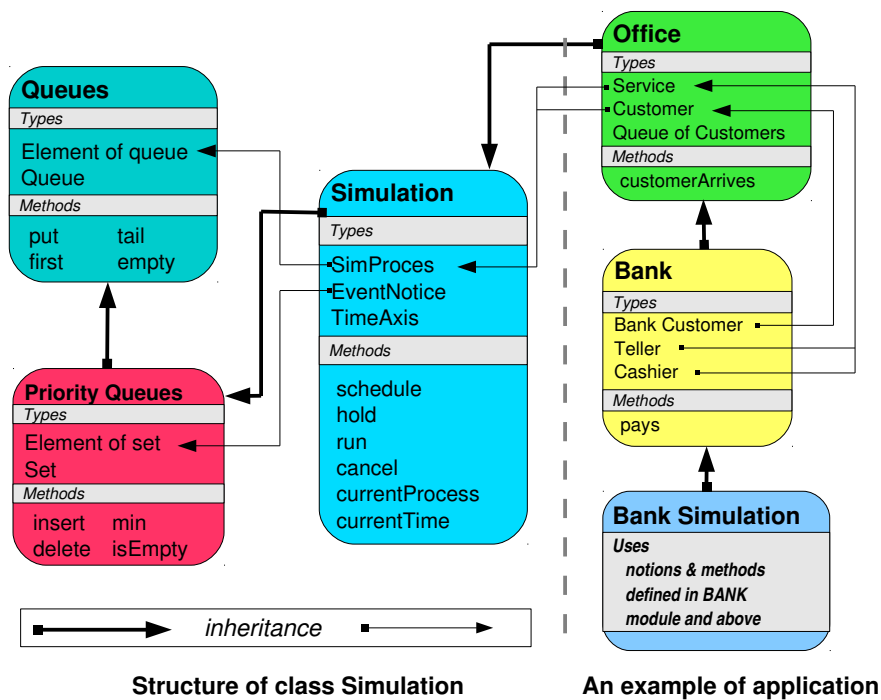 Queues
Types
Element of queue
Queue
Methods
put tail
first empty
Priority Queues
Types
Element of set
Set
Methods
insert min
delete isEmpty
Simulation
Types
SimProces
EventNotice
TimeAxis
Methods
schedule
hold
run
cancel
currentProcess
currentTime
Office
Types
Service
Customer
Queue of Customers
Methods
customerArrives
Bank
Types
Bank Customer
Teller
Cashier
Methods
pays
Bank Simulation
Uses
notions & methods
defined in BANK
module and above
inheritance
Structure of class Simulation
An example of application